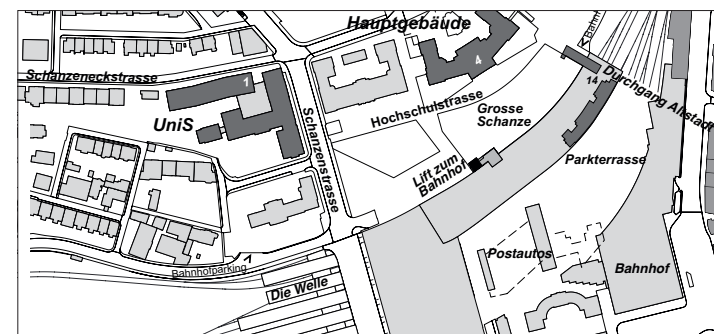 Hauptgebäude
Bahnh
4
Durchgang Altstadt
14
Schanzeneckstrasse
1
Hochschulstrasse
Grosse
Schanze
UniS
Schanzenstrasse
Lift zum
Bahnhof
Parkterrasse
Postautos
Bahnhof
Bahnhofparking
Die Welle